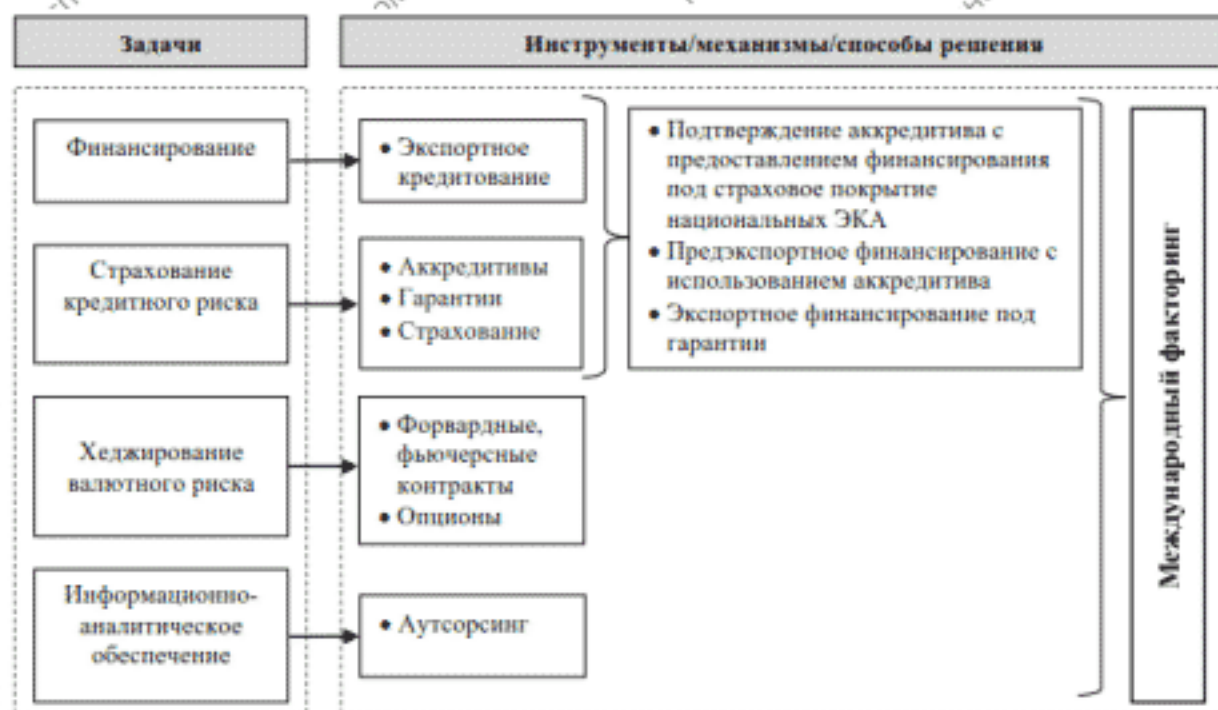 Задачи
Инструменты/механизмы/способы решения
Финансирование
• Экспортное
кредитование
Страхование
кредитного риска
• Аккредитивы
• Гарантии
• Страхование
• Подтверждение аккредитива с
предоставлением финансирования
под страховое покрытие
национальных ЭКА
• Предэкспортное финансирование с
использованием аккредитива
• Экспортное финансирование под
гарантии
Хеджирование
валютного риска
• Форвардные,
фьючерсные
контракты
• Опционы
Информационно-
аналитическое
обеспечение
• Аутсорсинг
Международный факторинг